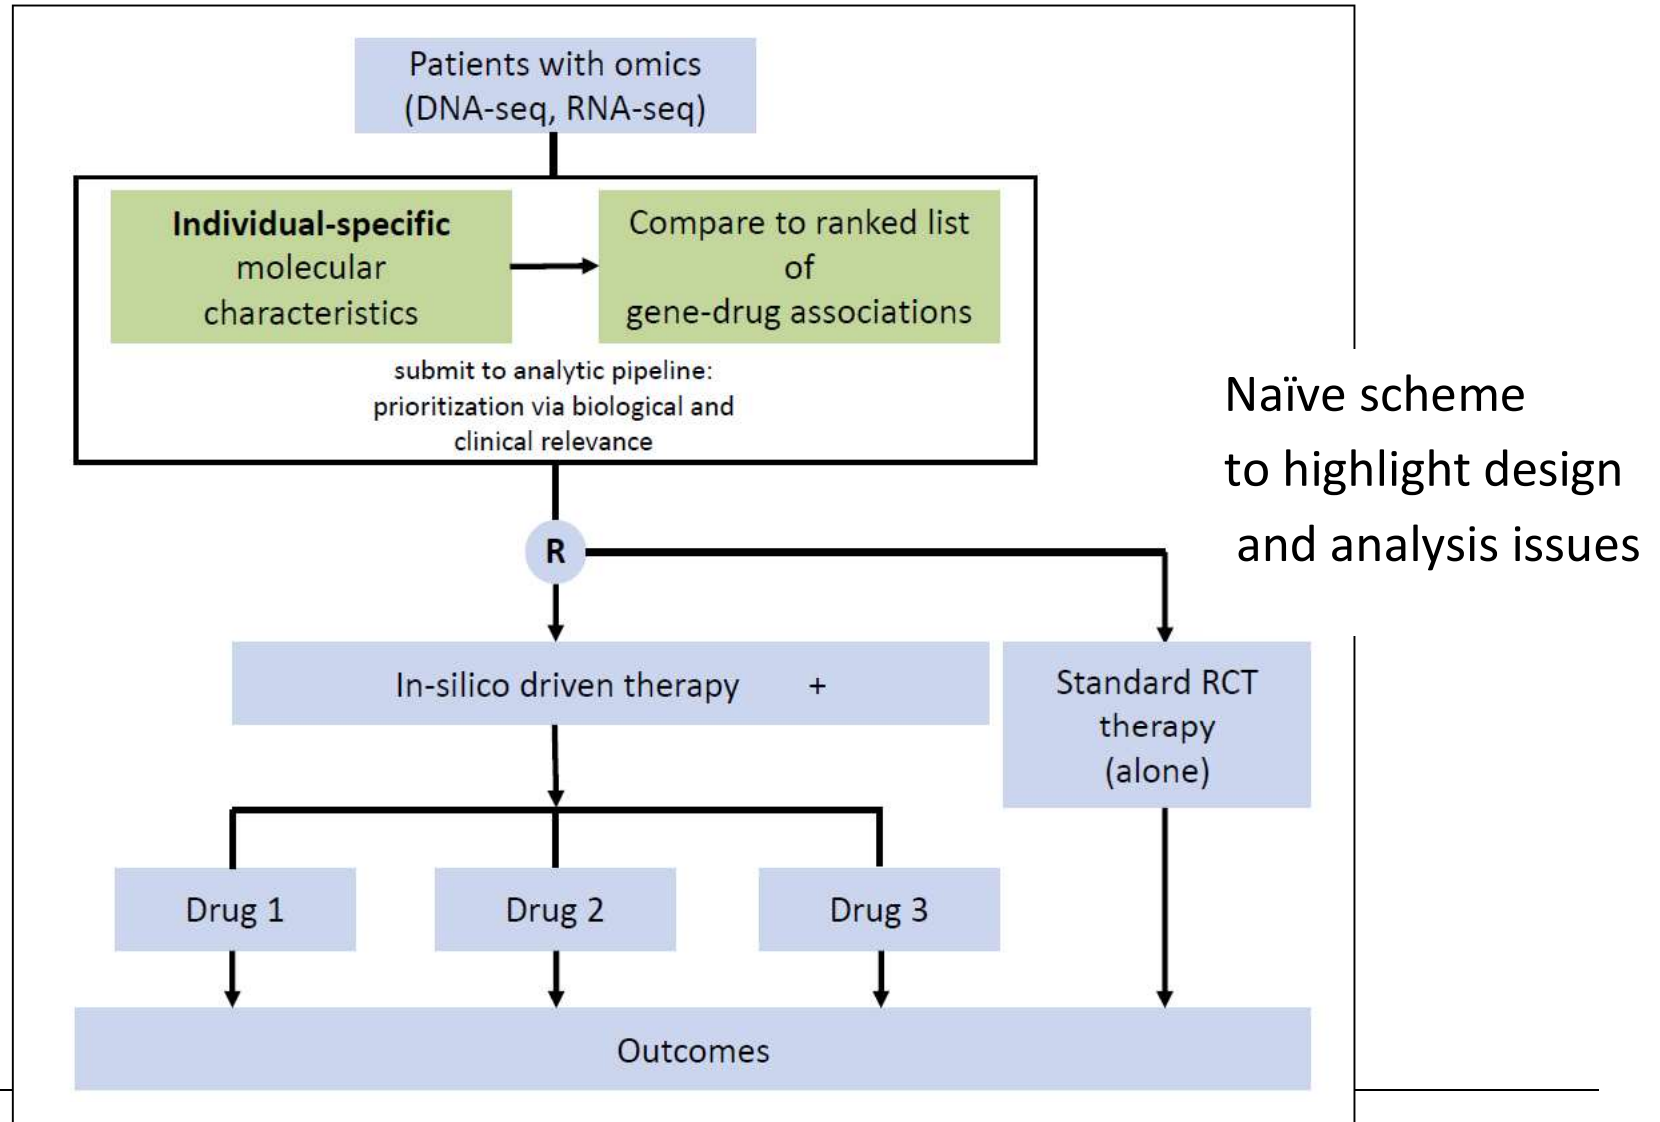 Patients with omics
(DNA-seq, RNA-seq)
Individual-specific
molecular
characteristics
Compare to ranked list
of
gene-drug associations
submit to analytic pipeline:
prioritization via biological and
clinical relevance
Naïve scheme
to highlight design
and analysis issues
R
In-silico driven therapy +
Standard RCT
therapy
(alone)
Drug 1
Drug 2
Drug 3
Outcomes